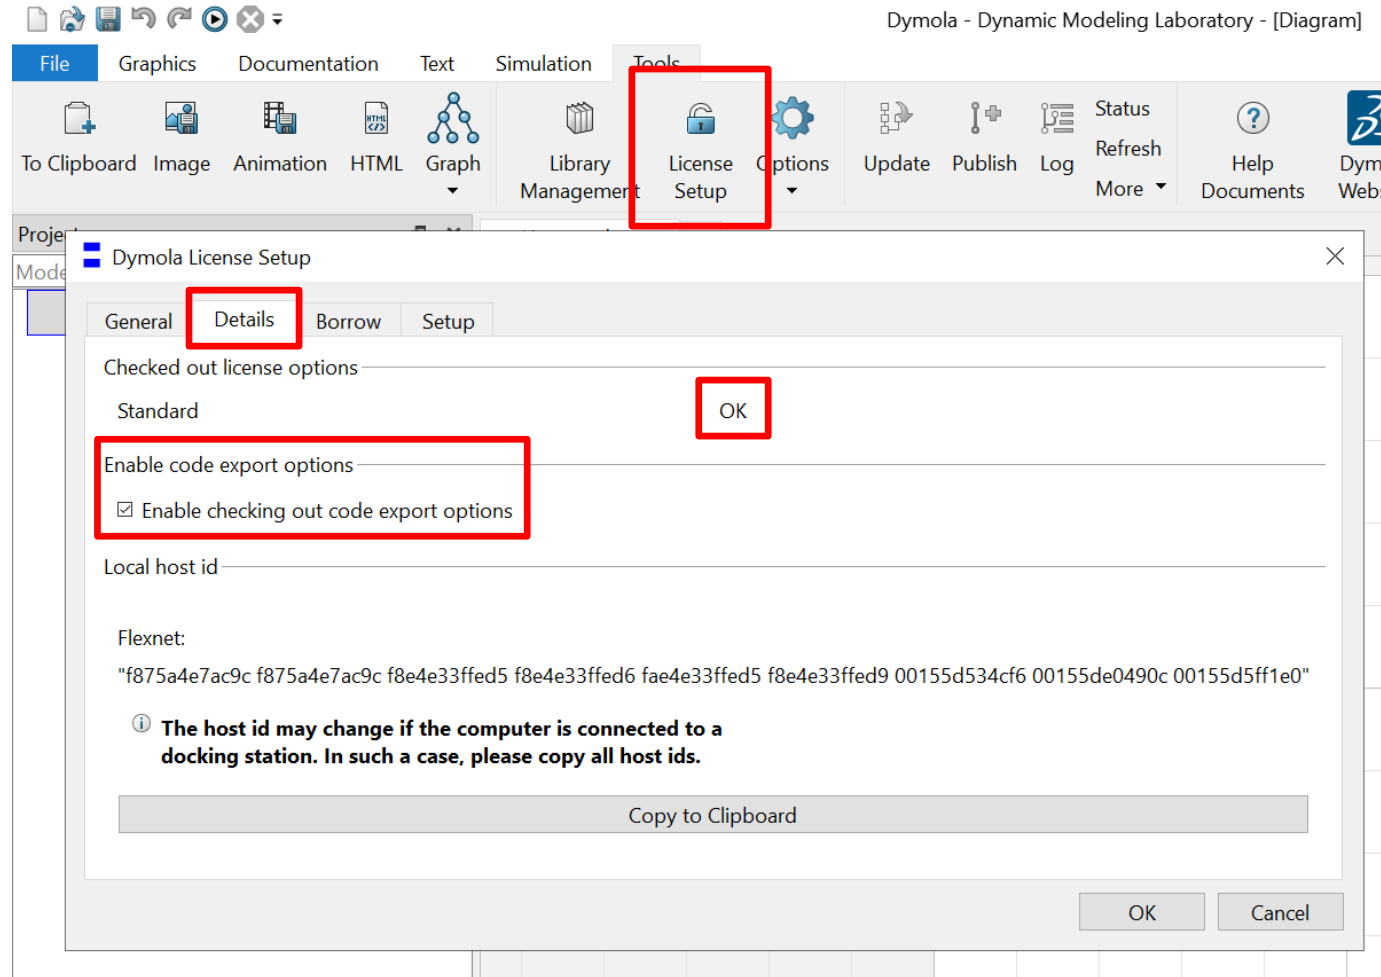 Dymola - Dynamic Modeling Laboratory - [Diagram]
File Graphics Documentation Text Simulation Tools
To Clipboard Image Animation HTML Graph
Library Management
License Setup
Options
Update Publish Log
Status
Refresh
More
Help Documents
Dymola License Setup
General Details Borrow Setup
Checked out license options
Standard OK
Enable code export options
Enable checking out code export options
Local host id
Flexnet:
"f875a4e7ac9c f875a4e7ac9c f8e4e33ffed5 f8e4e33ffed6 fae4e33ffed5 f8e4e33ffed9 00155d534cf6 00155de0490c 00155d5ff1e0"
The host id may change if the computer is connected to a
docking station. In such a case, please copy all host ids.
Copy to Clipboard
OK Cancel